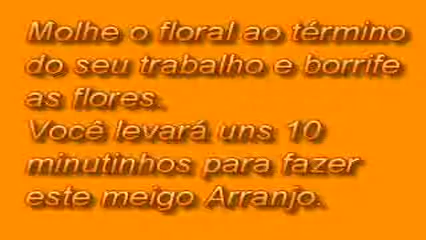 Molhe o floral ao término
do seu trabalho e borrife
as flores.
Você levará uns 10
minutinhos para fazer
este meigo Arranjo.